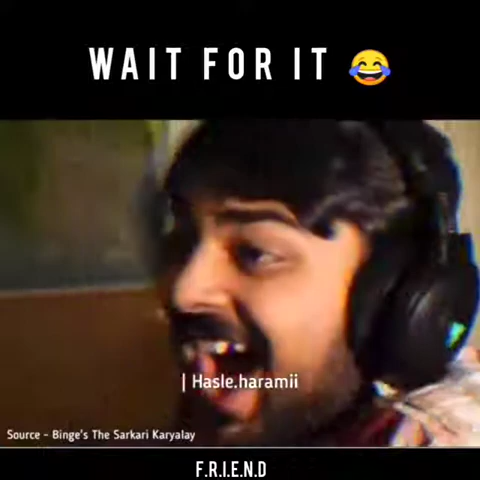 WAIT FOR IT 😂
| Hasle.haramii
Source - Binge's The Sarkari Karyalay
F.R.I.E.N.D